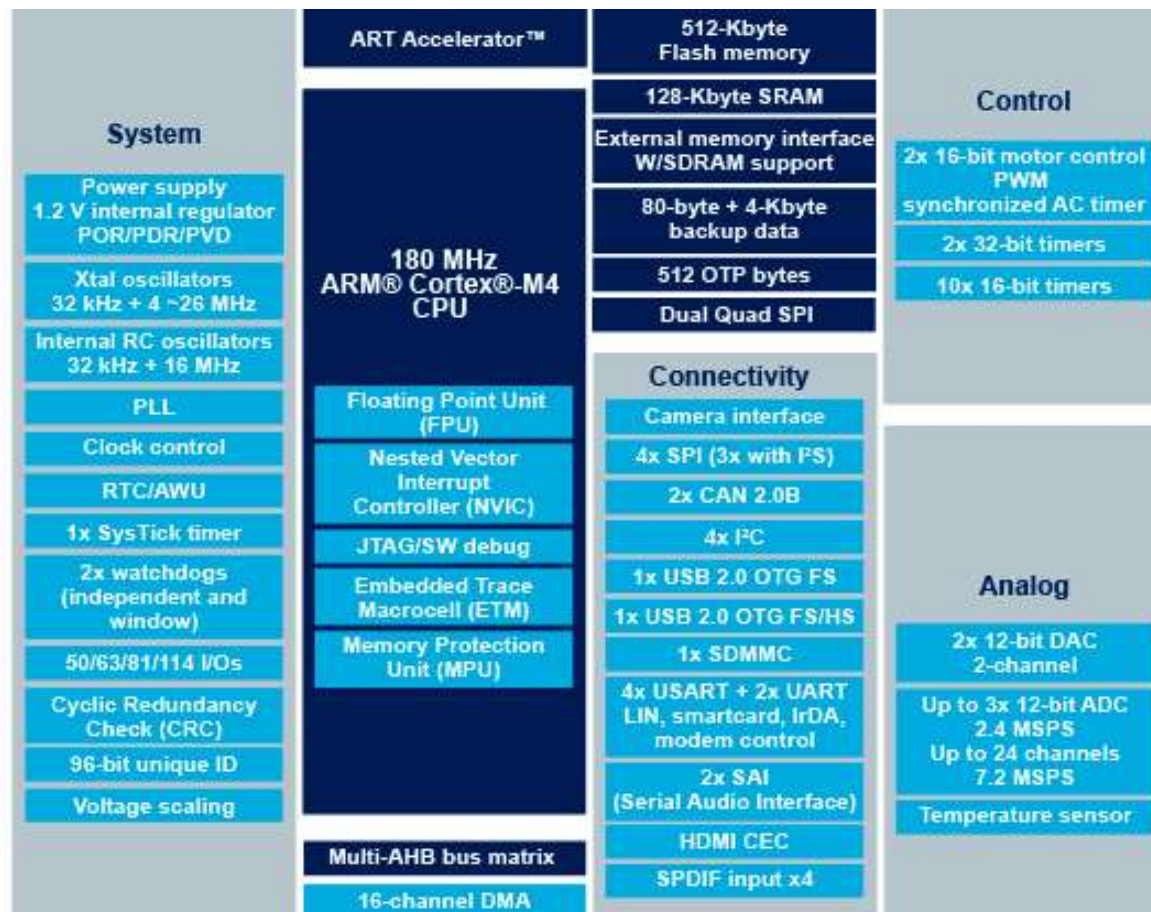 System
Power supply
1.2 V internal regulator
POR/PDR/PVD
Xtal oscillators
32 kHz + 4 ~26 MHz
Internal RC oscillators
32 kHz + 16 MHz
PLL
Clock control
RTC/AWU
1x SysTick timer
2x watchdogs
(independent and
window)
50/63/81/114 I/Os
Cyclic Redundancy
Check (CRC)
96-bit unique ID
Voltage scaling
ART Accelerator™
180 MHz
ARM® Cortex®-M4
CPU
Floating Point Unit
(FPU)
Nested Vector
Interrupt
Controller (NVIC)
JTAG/SW debug
Embedded Trace
Macrocell (ETM)
Memory Protection
Unit (MPU)
Multi-AHB bus matrix
16-channel DMA
512-Kbyte
Flash memory
128-Kbyte SRAM
External memory interface
W/SDRAM support
80-byte + 4-Kbyte
backup data
512 OTP bytes
Dual Quad SPI
Connectivity
Camera interface
4x SPI (3x with I²S)
2x CAN 2.0B
4x I²C
1x USB 2.0 OTG FS
1x USB 2.0 OTG FS/HS
1x SDMMC
4x USART + 2x UART
LIN, smartcard, IrDA,
modem control
2x SAI
(Serial Audio Interface)
HDMI CEC
SPDIF input x4
Control
2x 16-bit motor control
PWM
synchronized AC timer
2x 32-bit timers
10x 16-bit timers
Analog
2x 12-bit DAC
2-channel
Up to 3x 12-bit ADC
2.4 MSPS
Up to 24 channels
7.2 MSPS
Temperature sensor